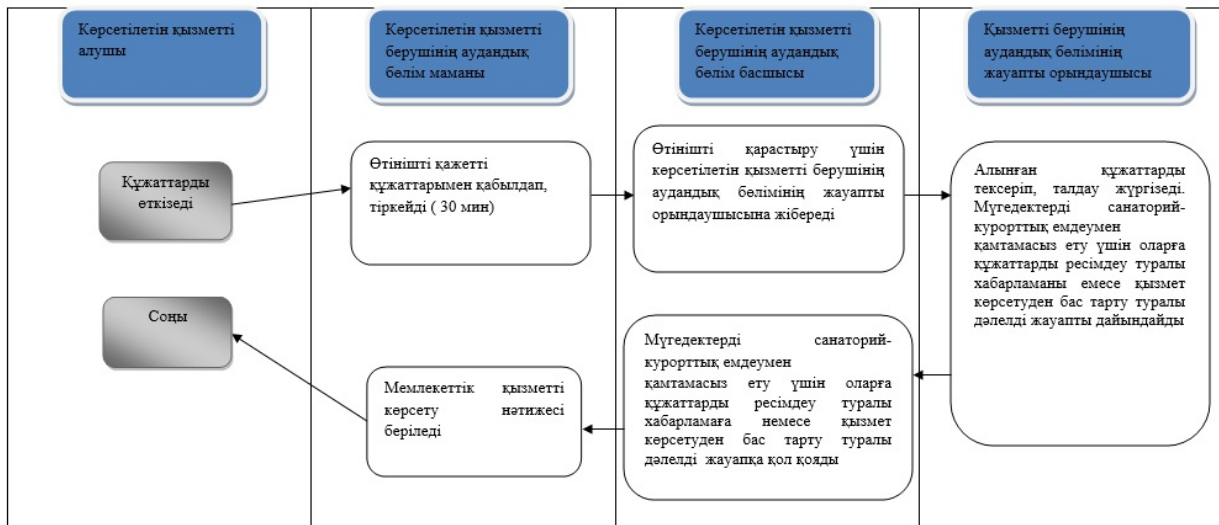 Көрсетілетін қызметті
алушы
Көрсетілетін қызметті
берушінің аудандық
бөлім маманы
Көрсетілетін қызметті
берушінің аудандық
бөлім басшысы
Қызметті берушінің
аудандық бөлімінің
жауапты орындаушысы
Құжаттарды
өткізеді
Өтінішті қажетті
құжаттарымен қабылдап,
тіркейді ( 30 мин)
Өтінішті қарастыру үшін
көрсетілетін қызметті берушінің
аудандық бөлімінің жауапты
орындаушысына жібереді
Алынған құжаттарды
тексеріп, талдау жүргізеді.
Мүгедектерді санаторий-
курорттық емдеумен
қамтамасыз ету үшін оларға
құжаттарды ресімдеу туралы
хабарламаны емесе қызмет
көрсетуден бас тарту туралы
дәлелді жауапты дайындайды
Мүгедектерді санаторий-
курорттық емдеумен
қамтамасыз ету үшін оларға
құжаттарды ресімдеу туралы
хабарламаға немесе қызмет
көрсетуден бас тарту туралы
дәлелді жауапқа қол қояды
Мемлекеттік қызметті
көрсету нәтижесі
беріледі
Соңы